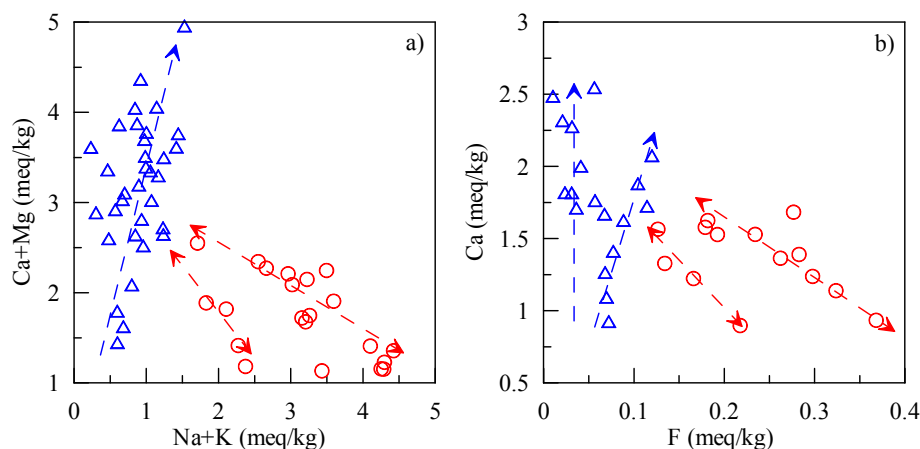 a)
5
4
3
2
1
Ca+Mg (meq/kg)
0 1 2 3 4 5
Na+K (meq/kg)
b)
3
2.5
2
1.5
1
0.5
Ca (meq/kg)
0 0.1 0.2 0.3 0.4
F (meq/kg)